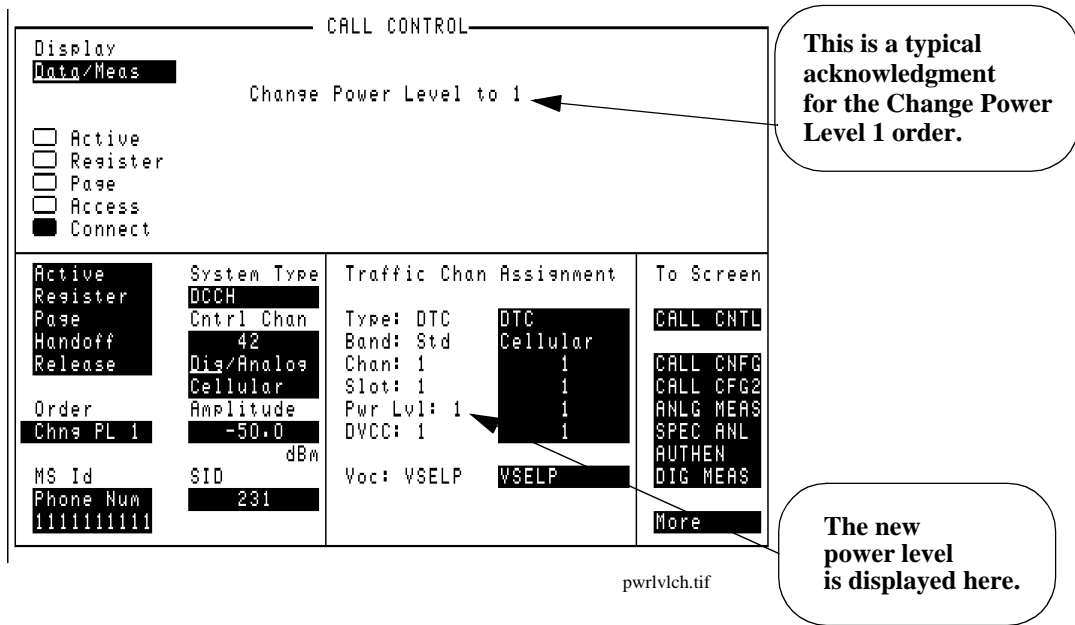 CALL CONTROL
Display
Data/Meas
Change Power Level to 1
Active
Register
Page
Access
Connect
Active
Register
Page
Handoff
Release
Order
Chng PL 1
MS Id
Phone Num
1111111111
System Type
DCCH
Cntrl Chan
42
Dig/Analog
Cellular
Amplitude
-50.0
dBm
SID
231
Traffic Chan Assignment
Type: DTC DTC
Band: Std Cellular
Chan: 1 1
Slot: 1 1
Pwr Lvl: 1 1
DVCC: 1 1
Voc: VSELP VSELP
To Screen
CALL CNTL
CALL CNFG
CALL CFG2
ANLG MEAS
SPEC ANL
AUTHEN
DIG MEAS
More
This is a typical
acknowledgment
for the Change Power
Level 1 order.
The new
power level
is displayed here.
pwrlvlch.tif